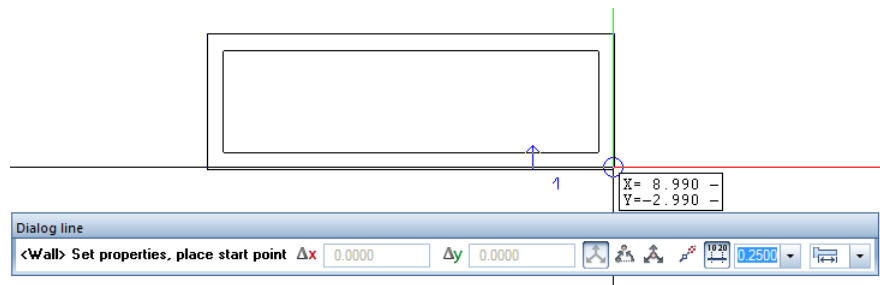 1
X= 8.990 –
Y=–2.990 –
Dialog line
<Wall> Set properties, place start point Δx 0.0000 Δy 0.0000 1020 0.2500